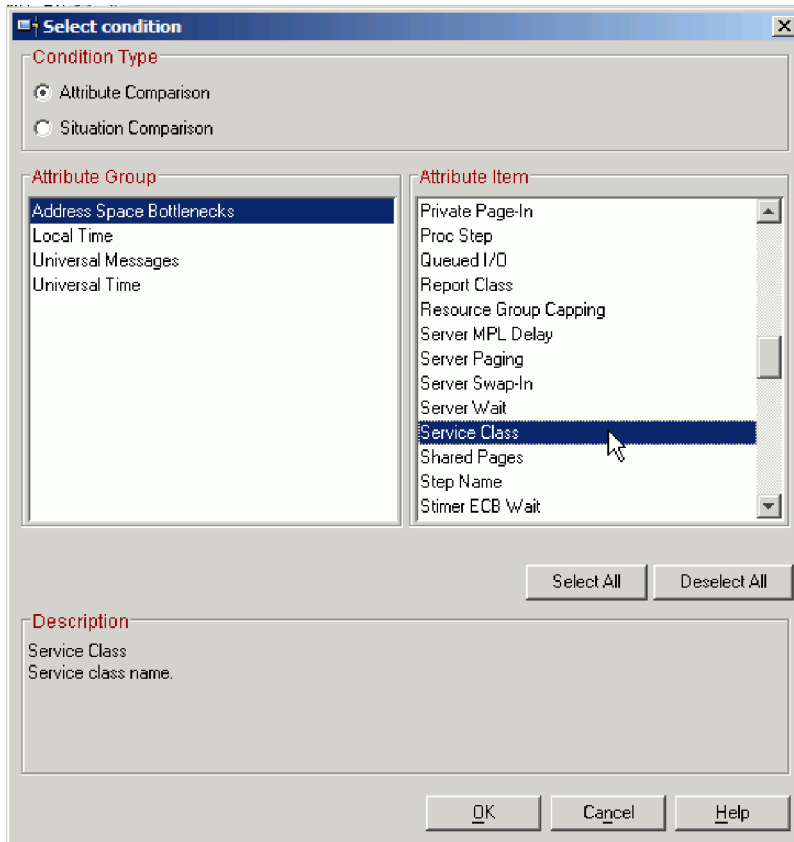 Select condition
Condition Type
Attribute Comparison
Situation Comparison
Attribute Group
Address Space Bottlenecks
Local Time
Universal Messages
Universal Time
Attribute Item
Private Page-In
Proc Step
Queued I/O
Report Class
Resource Group Capping
Server MPL Delay
Server Paging
Server Swap-In
Server Wait
Service Class
Shared Pages
Step Name
Stimer ECB Wait
Select All
Deselect All
Description
Service Class
Service class name.
OK
Cancel
Help